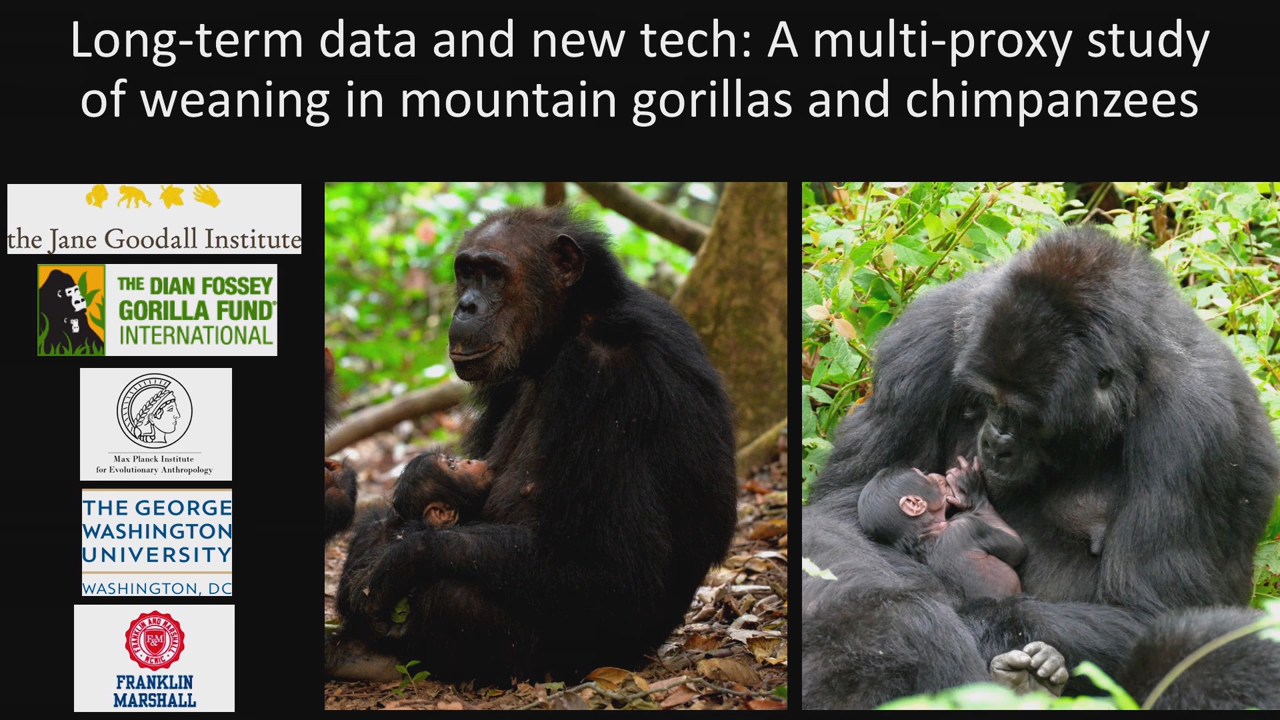 Long-term data and new tech: A multi-proxy study
of weaning in mountain gorillas and chimpanzees
the Jane Goodall Institute
THE DIAN FOSSEY
GORILLA FUND
INTERNATIONAL
Max Planck Institute
for Evolutionary Anthropology
THE GEORGE
WASHINGTON
UNIVERSITY
WASHINGTON, DC
F&M
FRANKLIN
MARSHALL